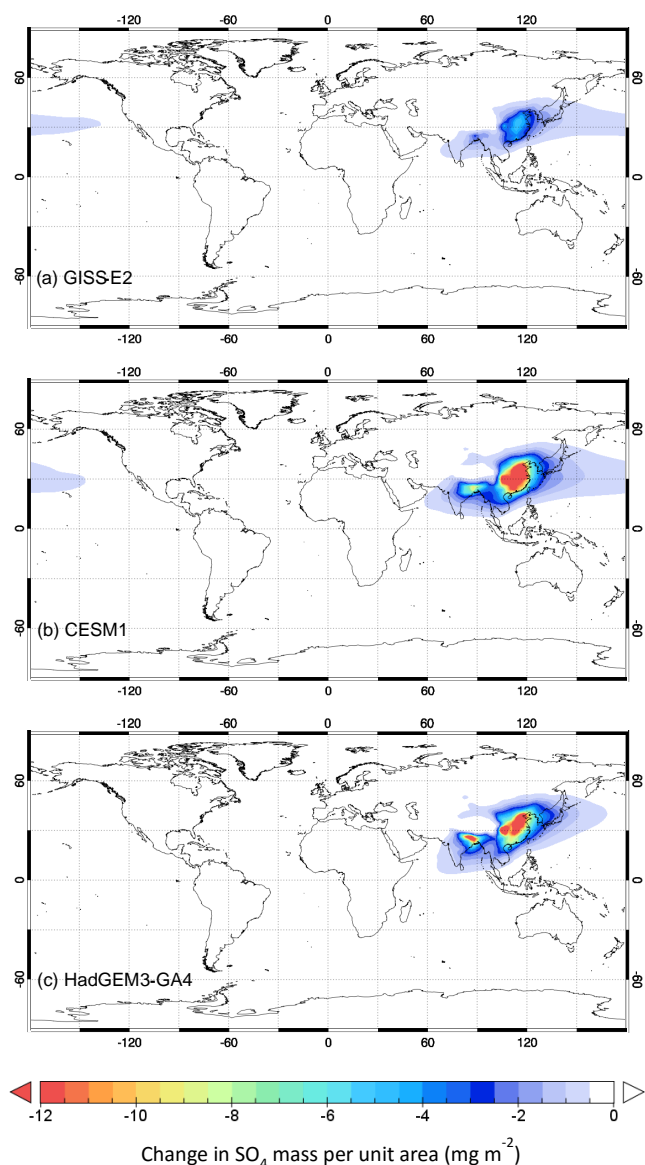 -120 -60 0 60 120
60 60
0 0
-60 -60
(a) GISS-E2
-120 -60 0 60 120
-120 -60 0 60 120
60 60
0 0
-60 -60
(b) CESM1
-120 -60 0 60 120
-120 -60 0 60 120
60 60
0 0
-60 -60
(c) HadGEM3-GA4
-120 -60 0 60 120
-12 -10 -8 -6 -4 -2 0
Change in SO₄ mass per unit area (mg m⁻²)